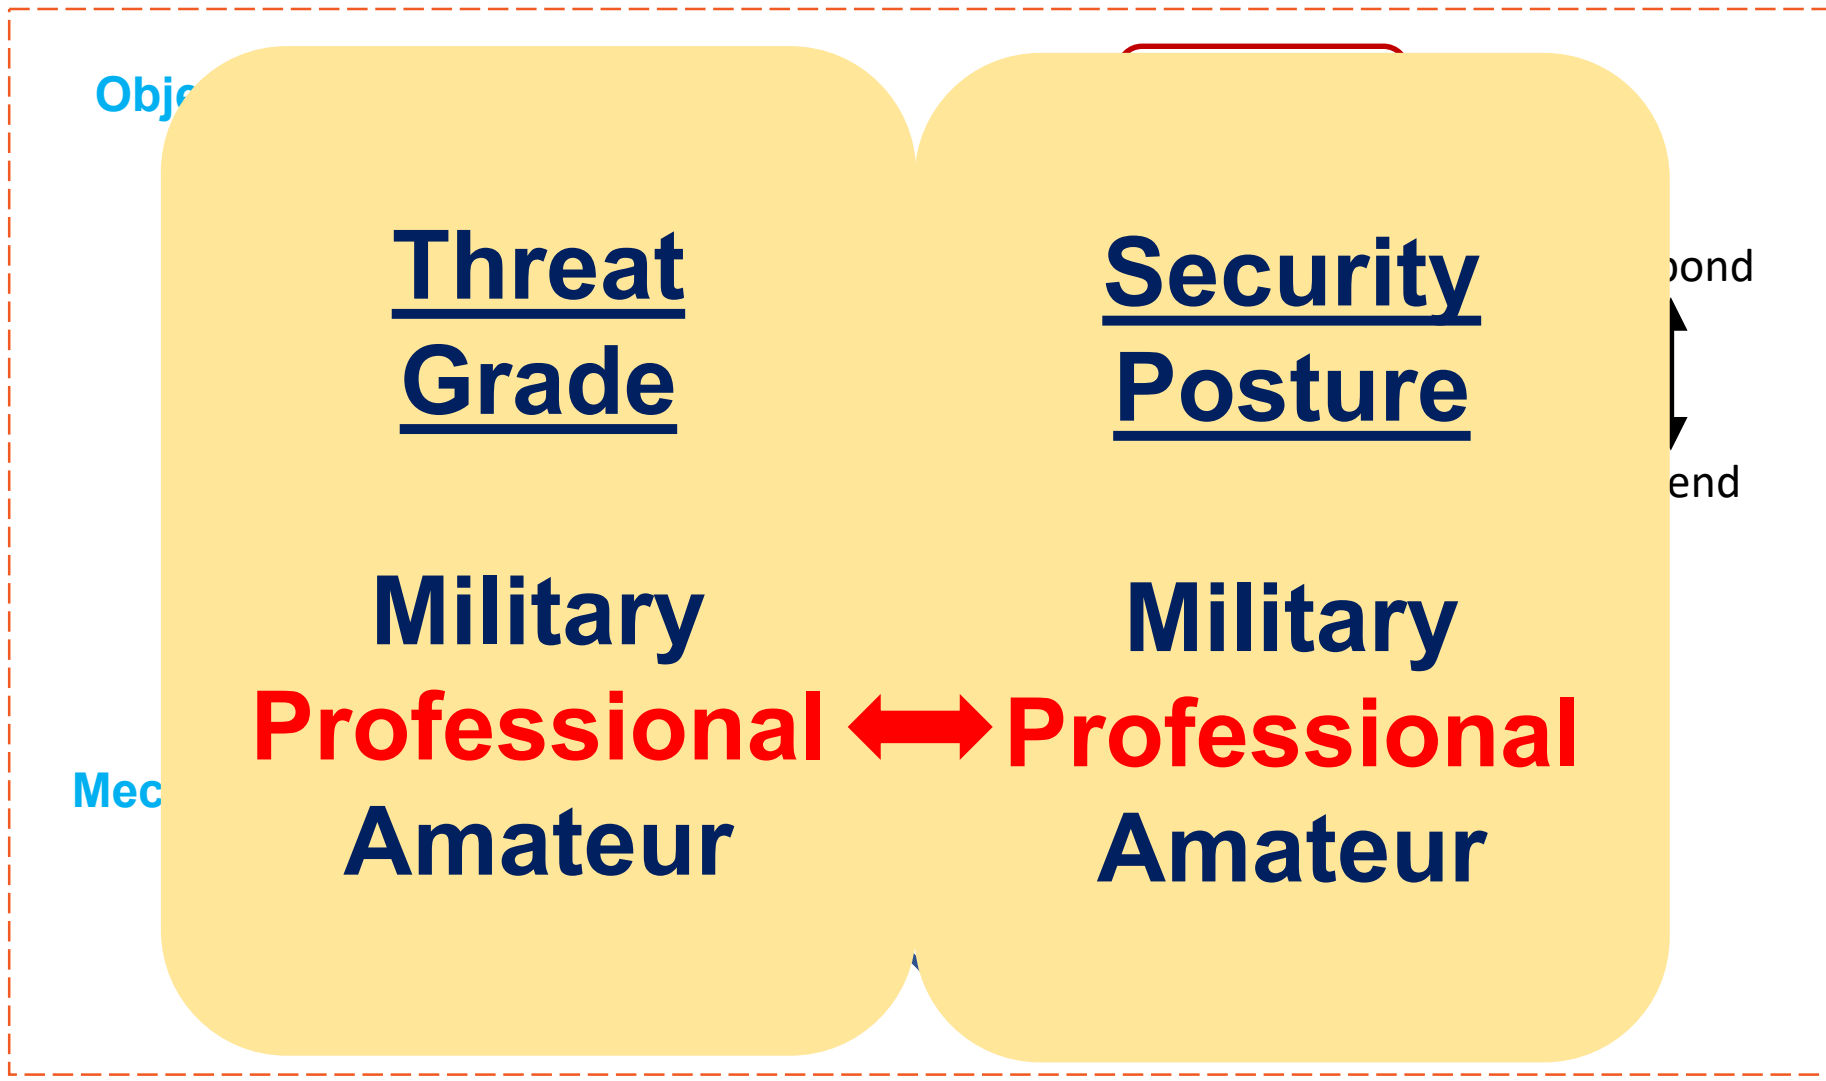 Threat
Grade
Military
Professional
Amateur
Security
Posture
Military
Professional
Amateur